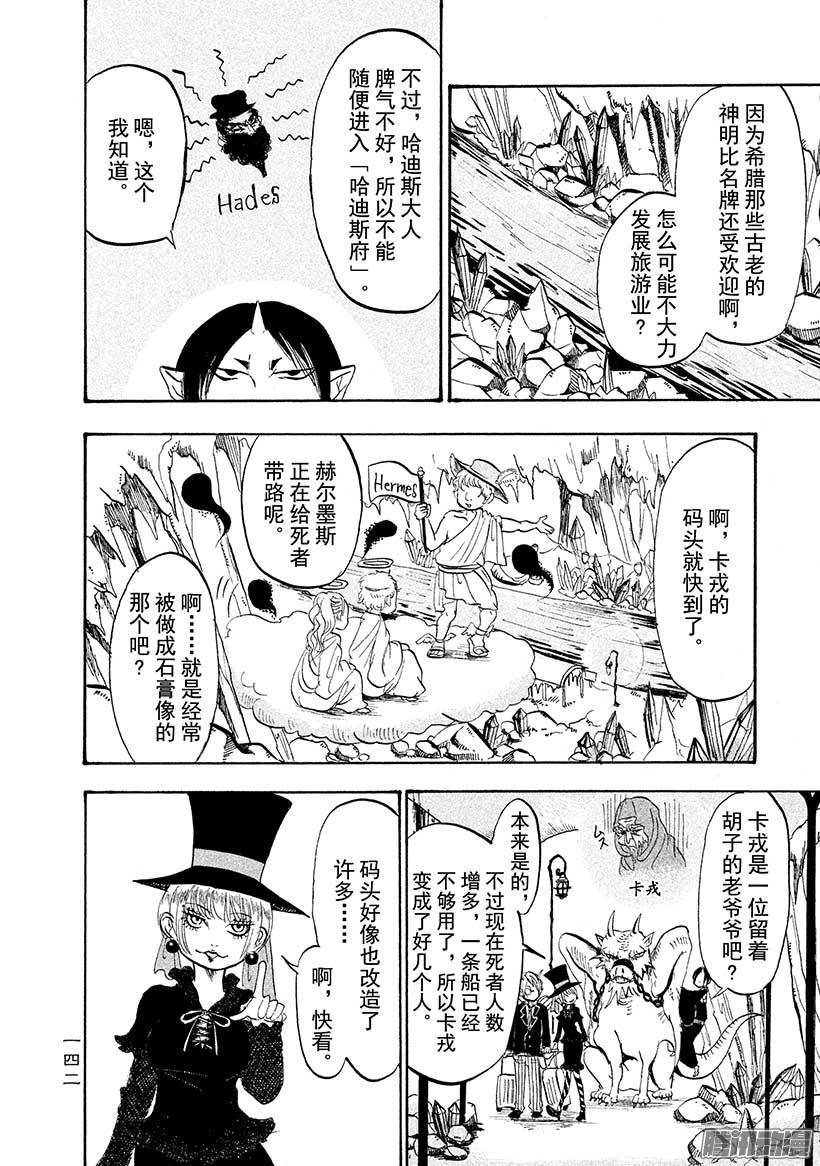 因为希腊那些古老的
神明比名牌还受欢迎啊，
怎么可能不大力
发展旅游业？
不过，哈迪斯大人
脾气不好，所以不能
随便进入「哈迪斯府」。
Hades
嗯，这个
我知道。
啊，卡戎的
码头就快到了。
Hermes
赫尔墨斯
正在给死者
带路呢。
啊……就是经常
被做成石膏像的
那个吧？
卡戎是一位留着
胡子的老爷爷吧？
ムス
卡戎
本来是的，
不过现在死者人数
增多，一条船已经
不够用了，所以卡戎
变成了好几个人。
码头好像也改造了
许多……
啊，快看。
一四二
腾讯动漫